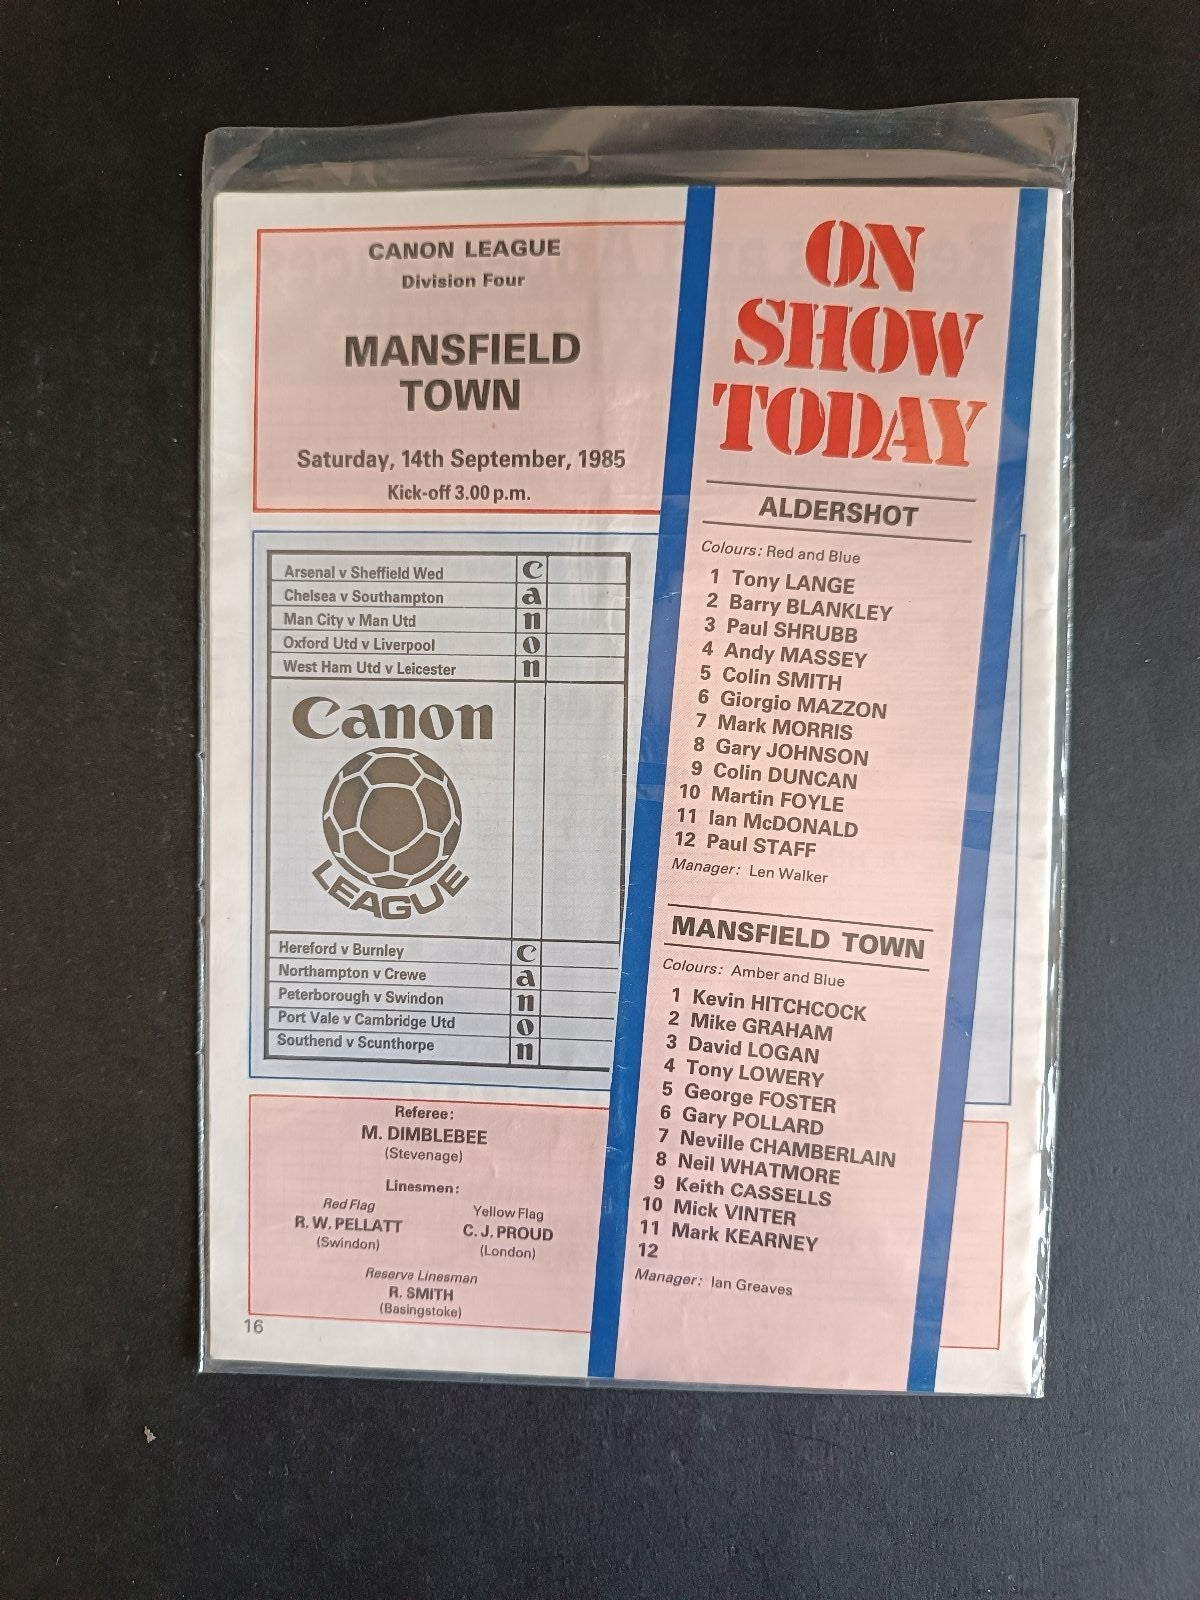 CANON LEAGUE
Division Four
MANSFIELD
TOWN
Saturday, 14th September, 1985
Kick-off 3.00 p.m.
Arsenal v Sheffield Wed C
Chelsea v Southampton a
Man City v Man Utd n
Oxford Utd v Liverpool o
West Ham Utd v Leicester n
Canon
LEAGUE
Hereford v Burnley C
Northampton v Crewe a
Peterborough v Swindon n
Port Vale v Cambridge Utd o
Southend v Scunthorpe n
Referee:
M. DIMBLEBEE
(Stevenage)
Linesmen:
Red Flag
R. W. PELLATT
(Swindon)
Yellow Flag
C. J. PROUD
(London)
Reserve Linesman
R. SMITH
(Basingstoke)
16
ON
SHOW
TODAY
ALDERSHOT
Colours: Red and Blue
1 Tony LANGE
2 Barry BLANKLEY
3 Paul SHRUBB
4 Andy MASSEY
5 Colin SMITH
6 Giorgio MAZZON
7 Mark MORRIS
8 Gary JOHNSON
9 Colin DUNCAN
10 Martin FOYLE
11 Ian McDONALD
12 Paul STAFF
Manager: Len Walker
MANSFIELD TOWN
Colours: Amber and Blue
1 Kevin HITCHCOCK
2 Mike GRAHAM
3 David LOGAN
4 Tony LOWERY
5 George FOSTER
6 Gary POLLARD
7 Neville CHAMBERLAIN
8 Neil WHATMORE
9 Keith CASSELLS
10 Mick VINTER
11 Mark KEARNEY
12
Manager: Ian Greaves